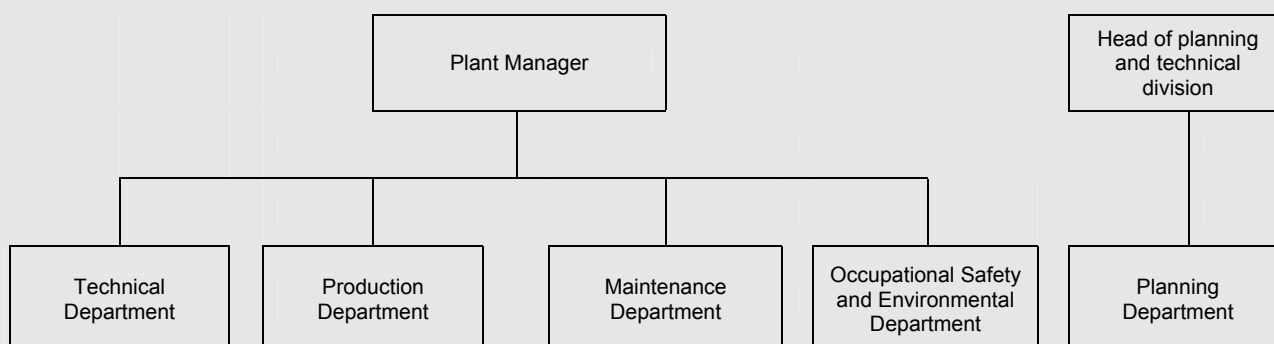 Plant Manager
Head of planning
and technical
division
Technical
Department
Production
Department
Maintenance
Department
Occupational Safety
and Environmental
Department
Planning
Department